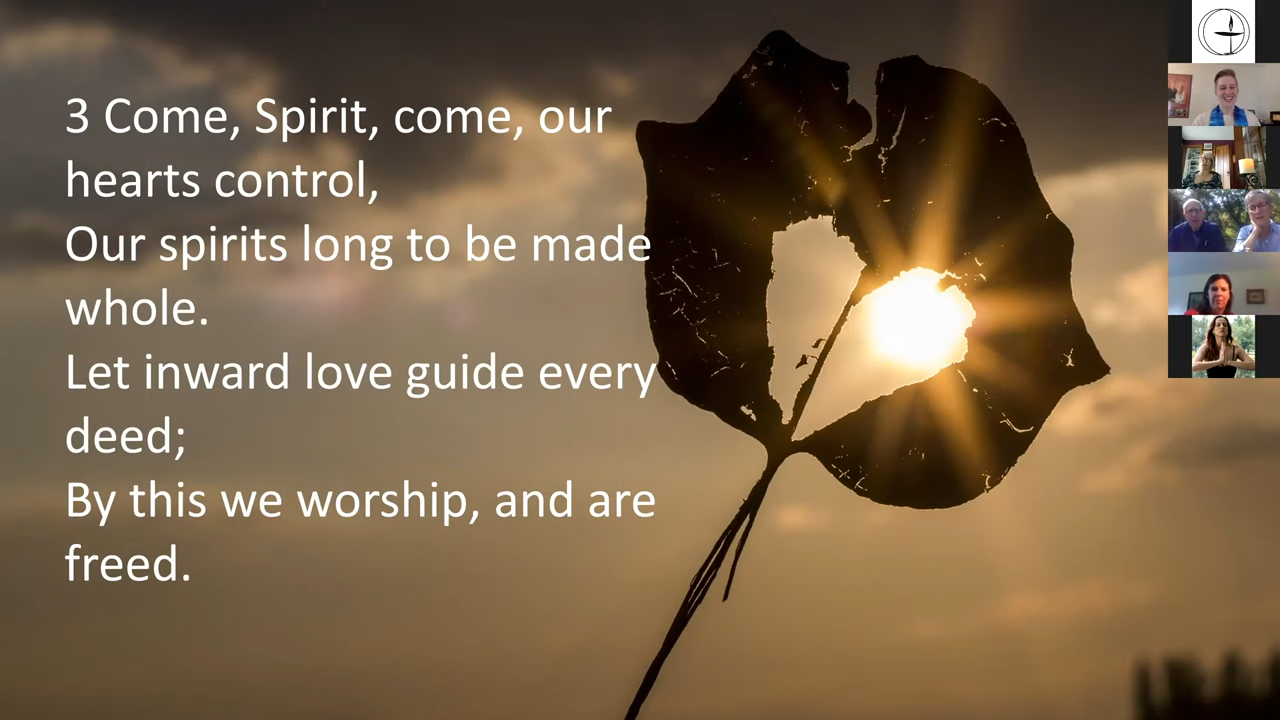 3 Come, Spirit, come, our
hearts control,
Our spirits long to be made
whole.
Let inward love guide every
deed;
By this we worship, and are
freed.